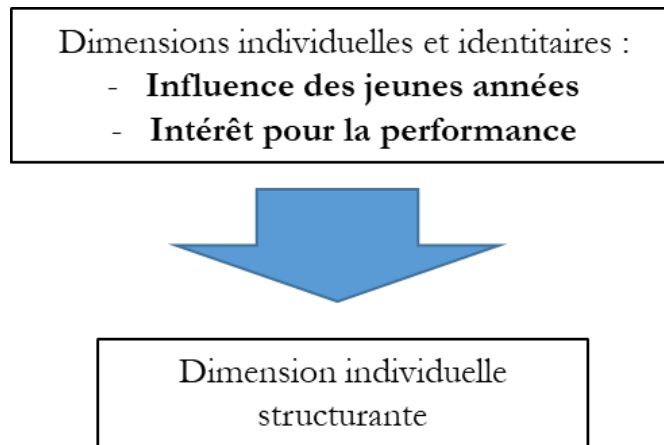 Dimensions individuelles et identitaires :
- Influence des jeunes années
- Intérêt pour la performance
Dimension individuelle
structurante